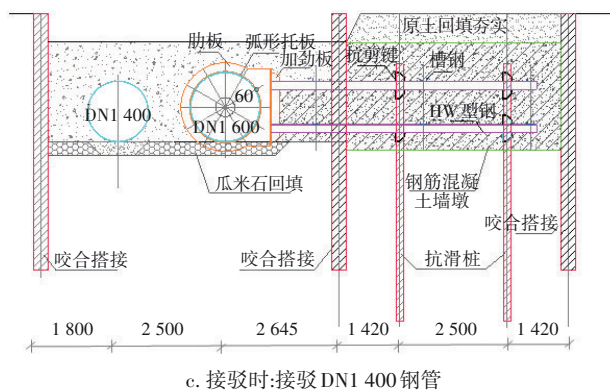 原土回填夯实
肋板
弧形托板
加劲板
抗剪键
槽钢
60°
DN1 400
DN1 600
HW 型钢
瓜米石回填
钢筋混凝
土墙墩
咬合搭接
咬合搭接
咬合搭接
抗滑桩
1 800
2 500
2 645
1 420
2 500
1 420
c. 接驳时:接驳 DN1 400 钢管